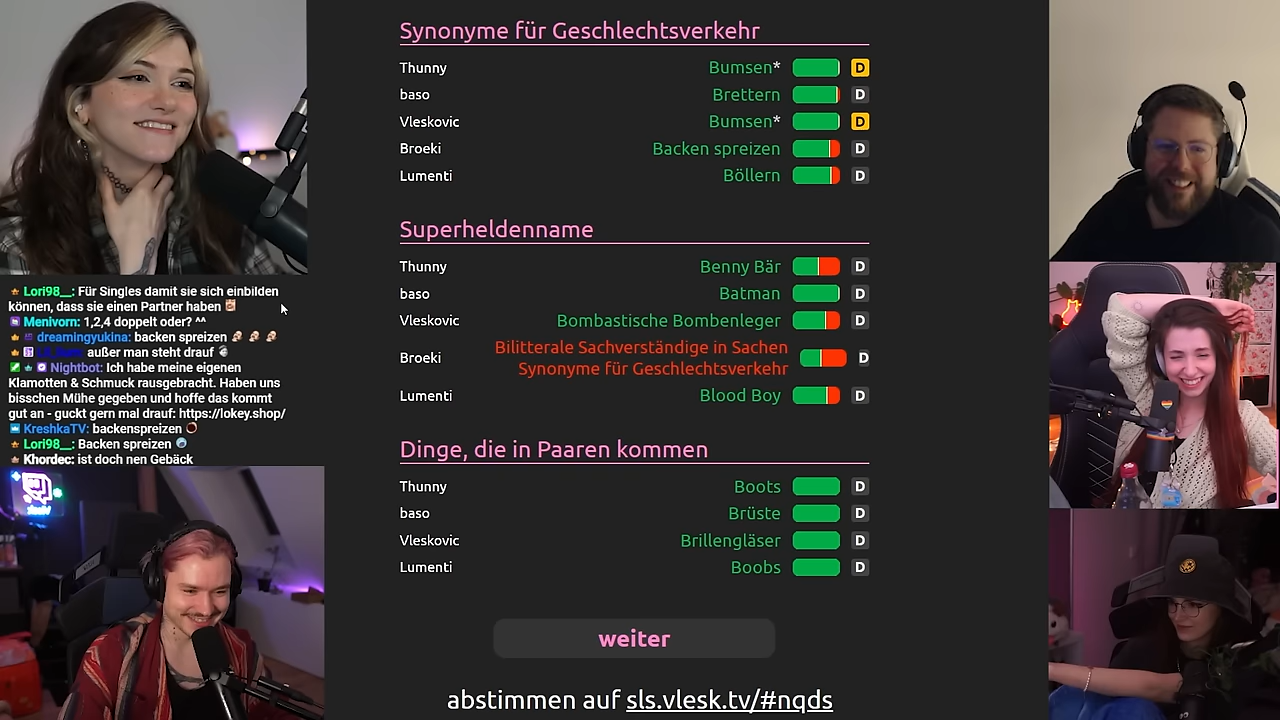 Synonyme für Geschlechtsverkehr
Thunny Bumsen* D
baso Brettern D
Vleskovic Bumsen* D
Broeki Backen spreizen D
Lumenti Böllern D
Superheldenname
Thunny Benny Bär D
baso Batman D
Vleskovic Bombastische Bombenleger D
Broeki Bilitterale Sachverständige in Sachen
Synonyme für Geschlechtsverkehr D
Lumenti Blood Boy D
Dinge, die in Paaren kommen
Thunny Boots D
baso Brüste D
Vleskovic Brillengläser D
Lumenti Boobs D
weiter
abstimmen auf sls.vlesk.tv/#nqds
Lori98__: Für Singles damit sie sich einbilden
können, dass sie einen Partner haben
Menivorn: 1,2,4 doppelt oder? ^^
dreamingyukina: backen spreizen
außer man steht drauf
Nightbot: Ich habe meine eigenen
Klamotten & Schmuck rausgebracht. Haben uns
bisschen Mühe gegeben und hoffe das kommt
gut an - guckt gern mal drauf: https://lokey.shop/
KreshkaTV: backenspreizen
Lori98__: Backen spreizen
Khordec: ist doch nen Gebäck